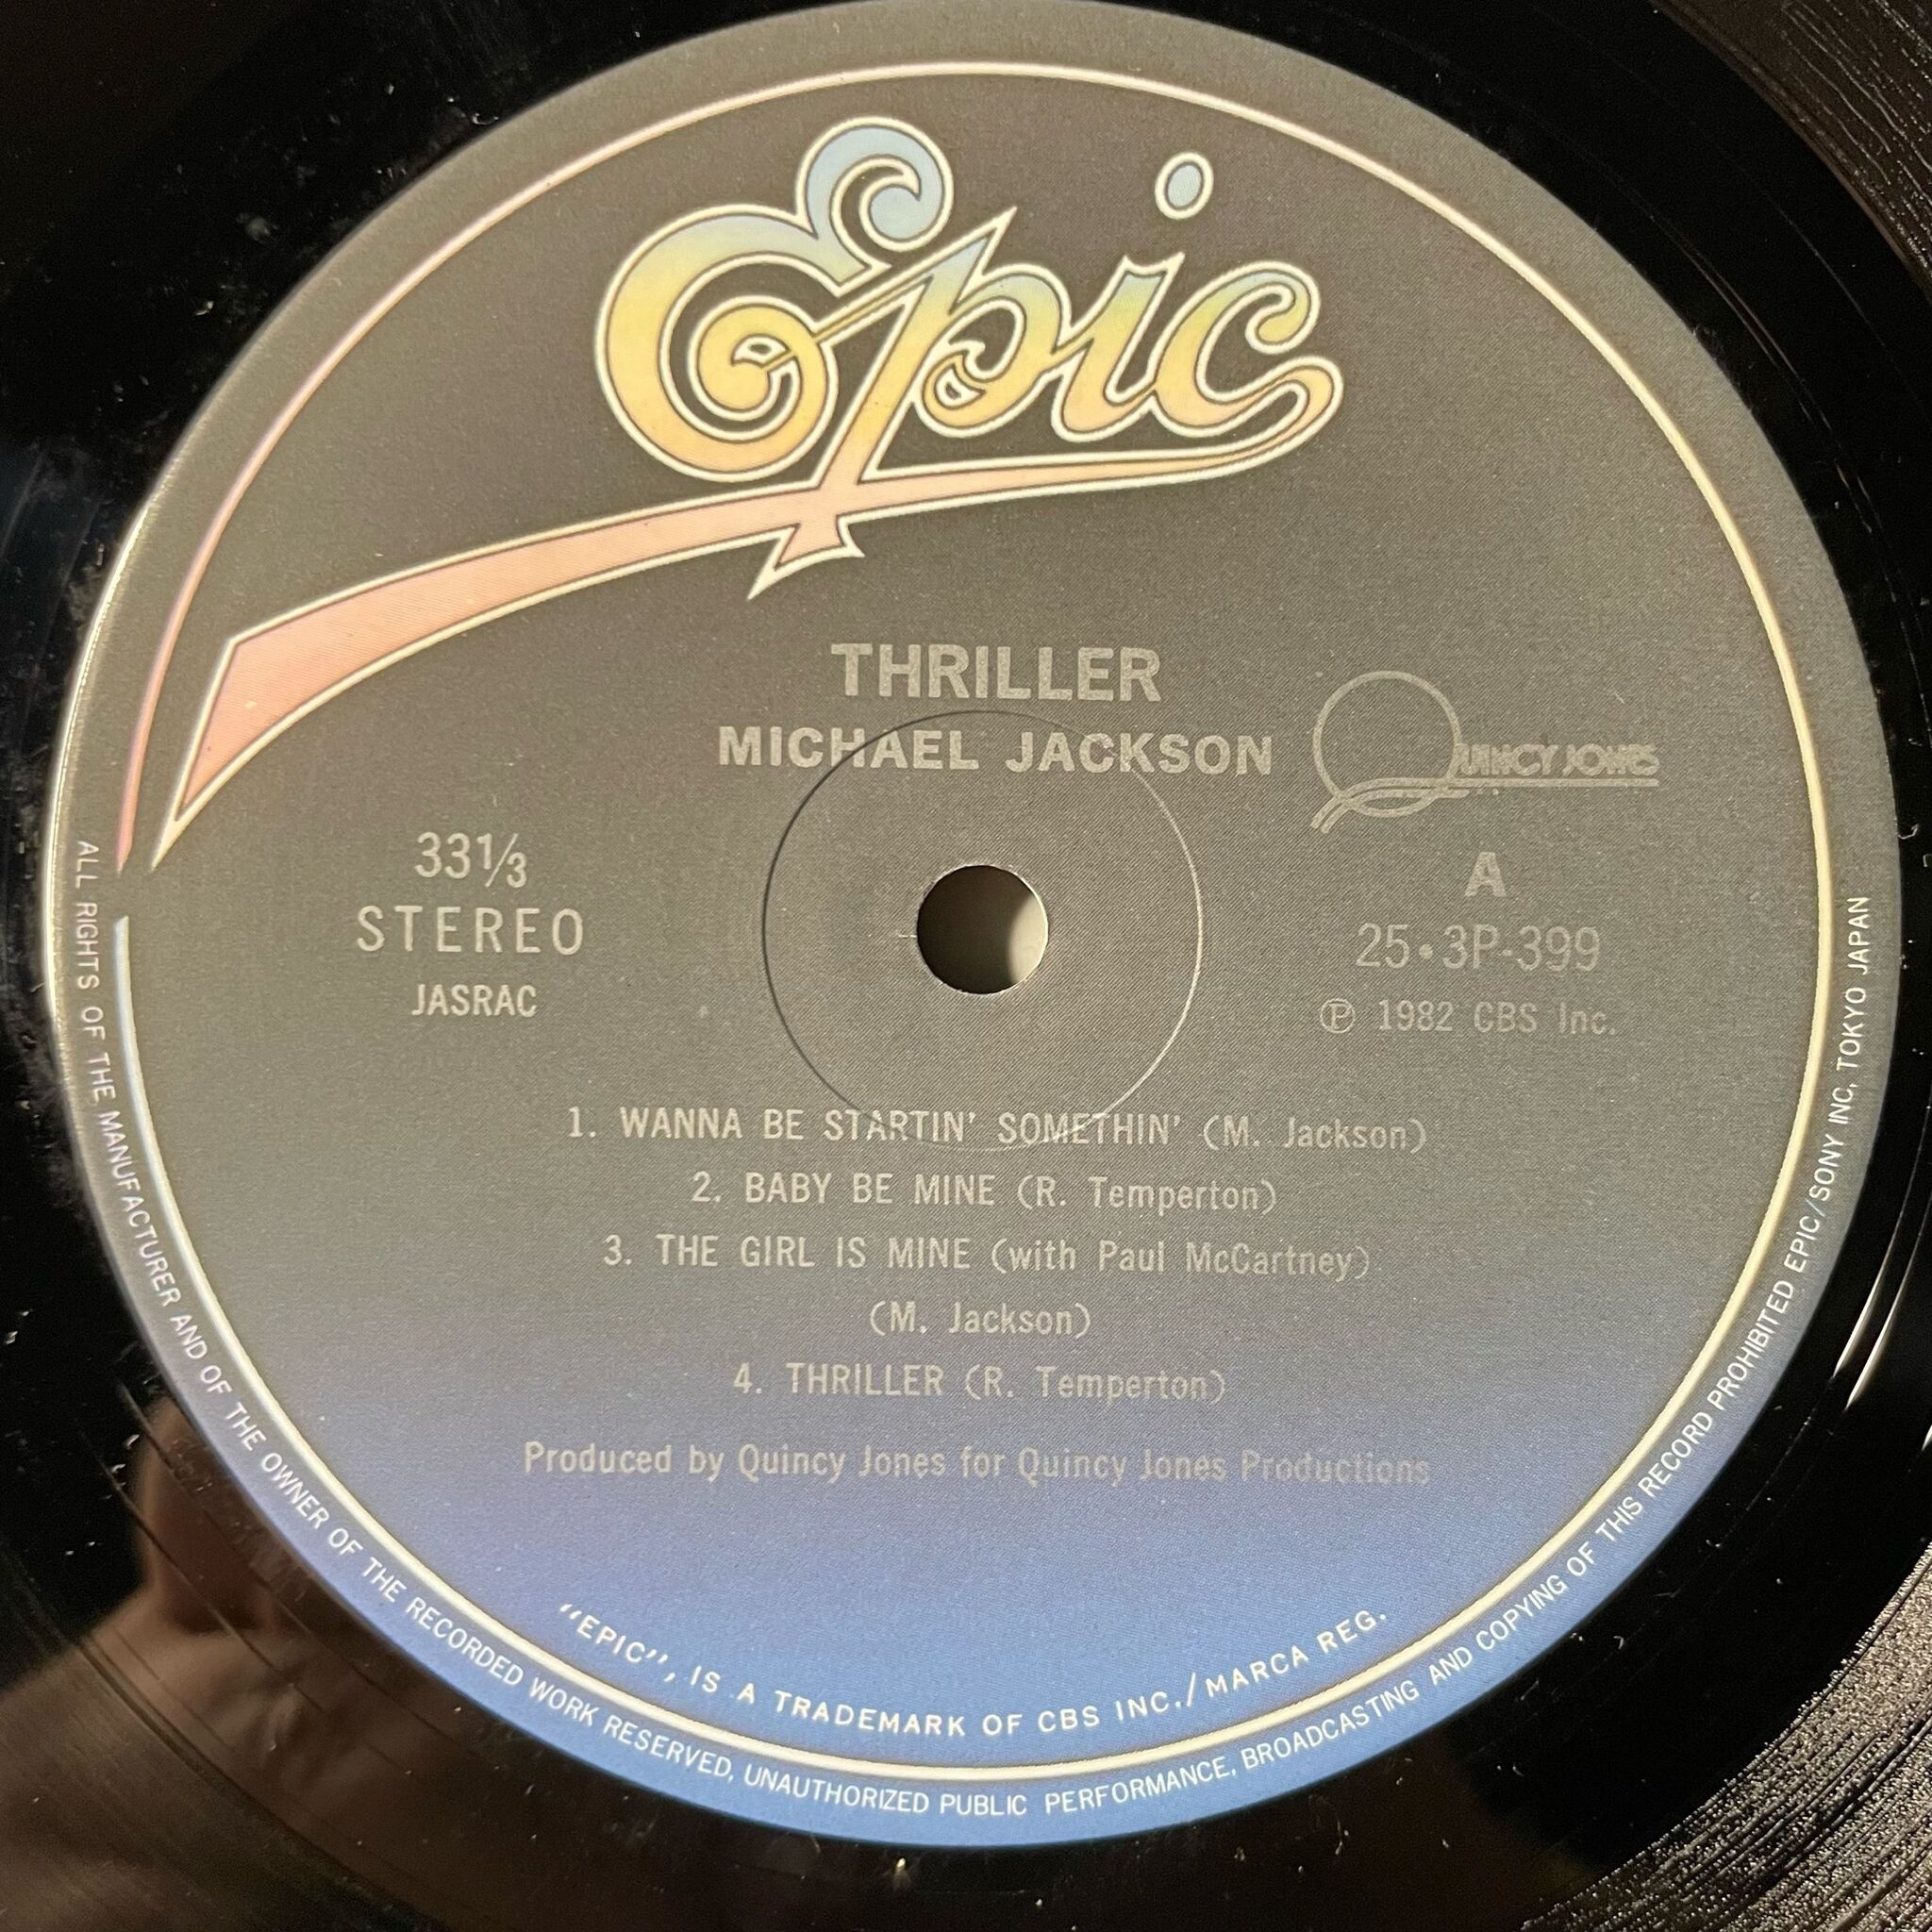 Epic
THRILLER
MICHAEL JACKSON
QUINCY JONES
33⅓
STEREO
JASRAC
A
25•3P-399
Ⓟ 1982 CBS Inc.
1. WANNA BE STARTIN' SOMETHIN' (M. Jackson)
2. BABY BE MINE (R. Temperton)
3. THE GIRL IS MINE (with Paul McCartney)
(M. Jackson)
4. THRILLER (R. Temperton)
Produced by Quincy Jones for Quincy Jones Productions
"EPIC", IS A TRADEMARK OF CBS INC./MARCA REG.
ALL RIGHTS OF THE MANUFACTURER AND OF THE OWNER OF THE RECORDED WORK RESERVED, UNAUTHORIZED PUBLIC PERFORMANCE, BROADCASTING AND COPYING OF THIS RECORD PROHIBITED EPIC/SONY INC, TOKYO JAPAN